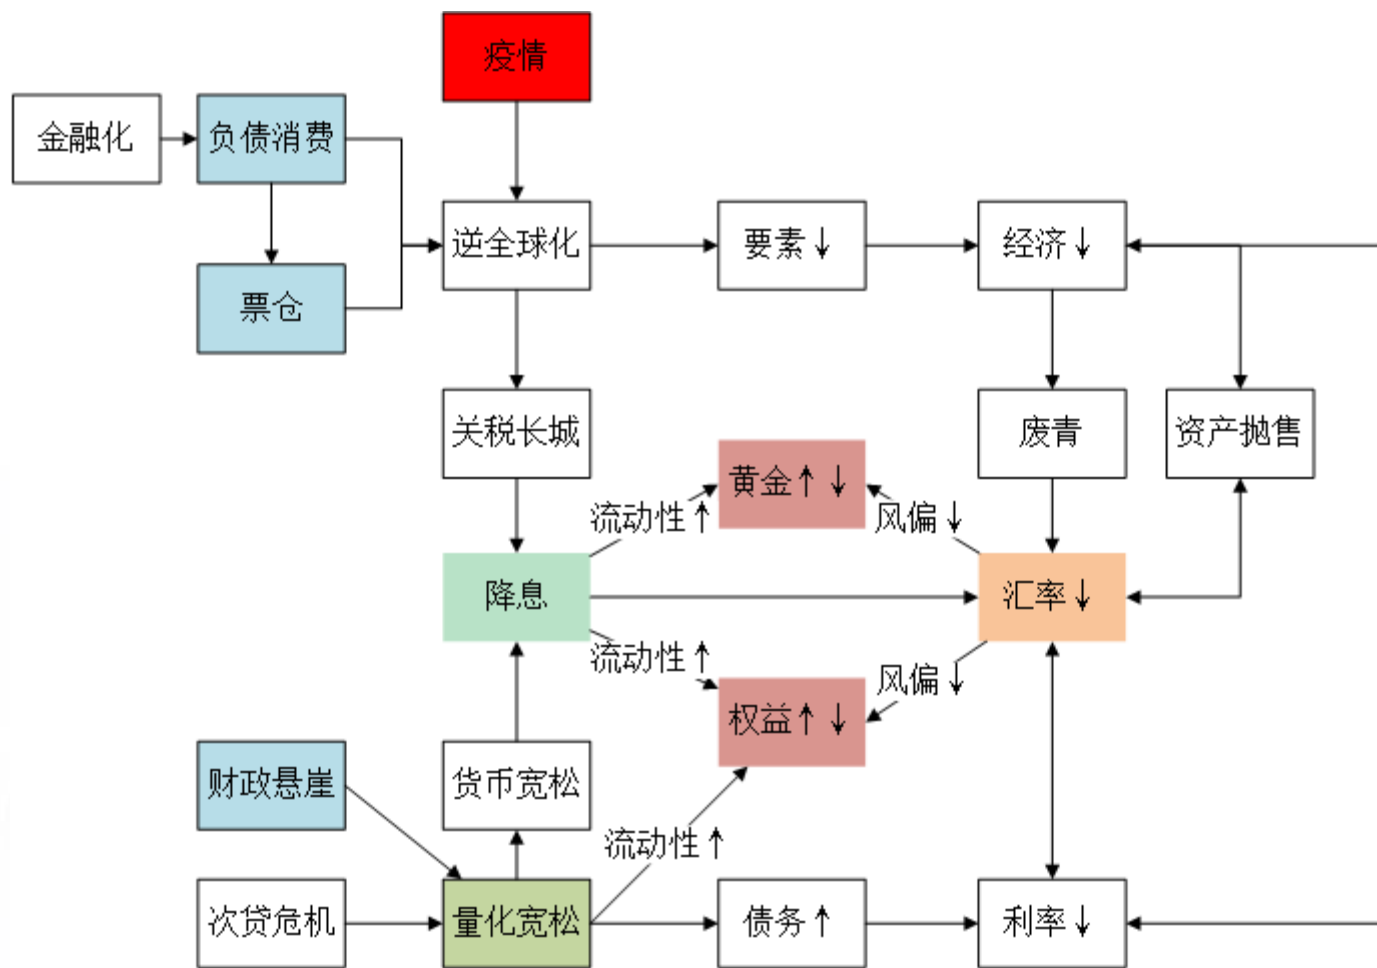 疫情
金融化
负债消费
逆全球化
要素↓
经济↓
票仓
关税长城
废青
资产抛售
黄金↑↓
流动性↑
风偏↓
降息
汇率↓
流动性↑
风偏↓
权益↑↓
财政悬崖
货币宽松
流动性↑
次贷危机
量化宽松
债务↑
利率↓